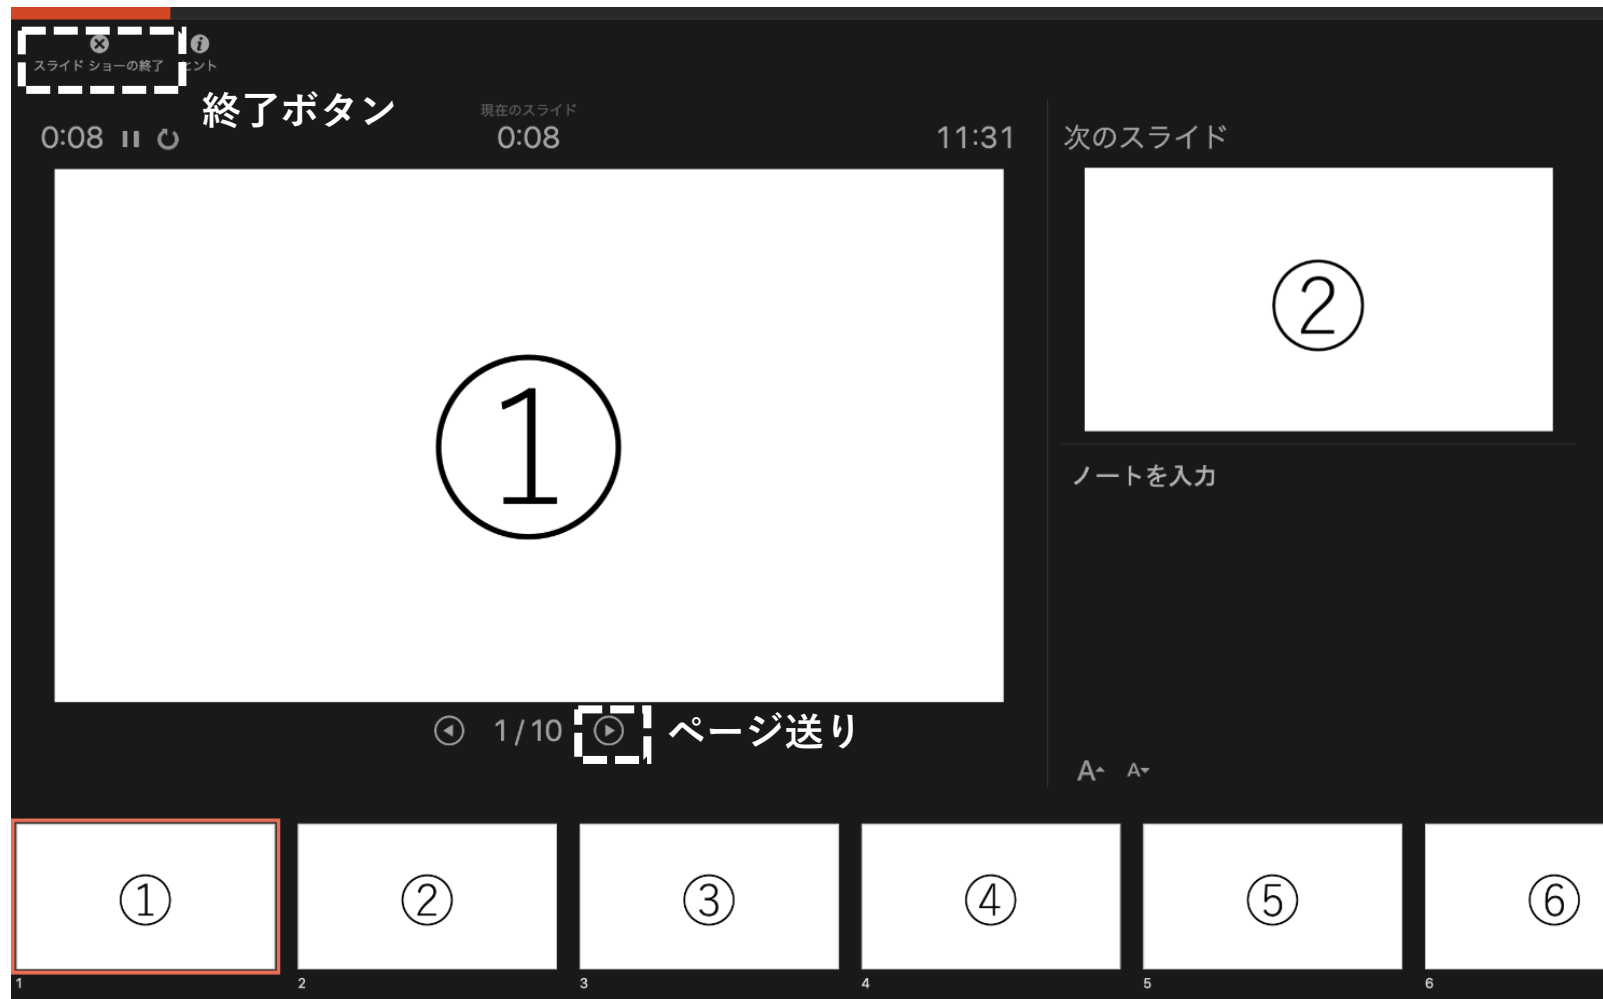 スライド ショーの終了
ヒント
終了ボタン
現在のスライド
0:08
0:08
11:31
次のスライド
①
②
ノートを入力
1 / 10
ページ送り
A
A
①
②
③
④
⑤
⑥
1
2
3
4
5
6